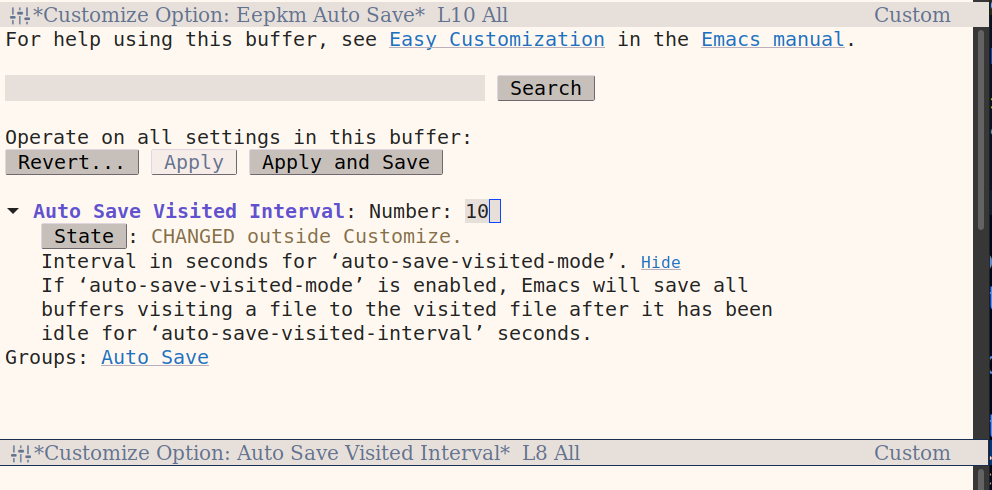 *Customize Option: Eepkm Auto Save* L10 All Custom
For help using this buffer, see Easy Customization in the Emacs manual.
Search
Operate on all settings in this buffer:
Revert... Apply Apply and Save
Auto Save Visited Interval: Number: 10
State : CHANGED outside Customize.
Interval in seconds for ‘auto-save-visited-mode’. Hide
If ‘auto-save-visited-mode’ is enabled, Emacs will save all
buffers visiting a file to the visited file after it has been
idle for ‘auto-save-visited-interval’ seconds.
Groups: Auto Save
*Customize Option: Auto Save Visited Interval* L8 All Custom